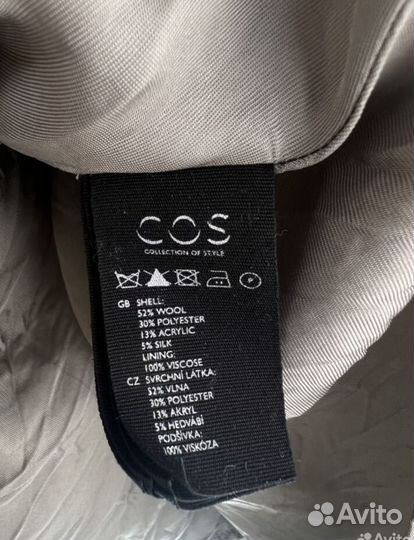 COS
COLLECTION OF STYLE
P
GB SHELL:
52% WOOL
30% POLYESTER
13% ACRYLIC
5% SILK
LINING:
100% VISCOSE
CZ SVRCHNÍ LÁTKA:
52% VLNA
30% POLYESTER
13% AKRYL
5% HEDVÁBÍ
PODŠÍVKA:
100% VISKÓZA
Avito
Avito